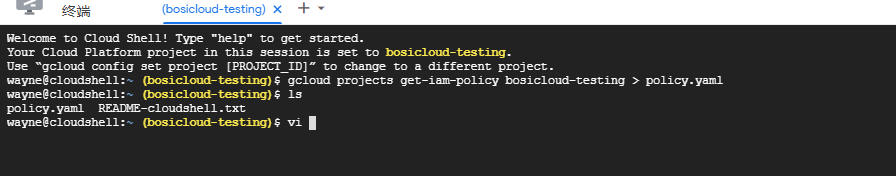 终端
(bosicloud-testing) × + ▾
Welcome to Cloud Shell! Type "help" to get started.
Your Cloud Platform project in this session is set to bosicloud-testing.
Use “gcloud config set project [PROJECT_ID]” to change to a different project.
wayne@cloudshell:~ (bosicloud-testing)$ gcloud projects get-iam-policy bosicloud-testing > policy.yaml
wayne@cloudshell:~ (bosicloud-testing)$ ls
policy.yaml README-cloudshell.txt
wayne@cloudshell:~ (bosicloud-testing)$ vi